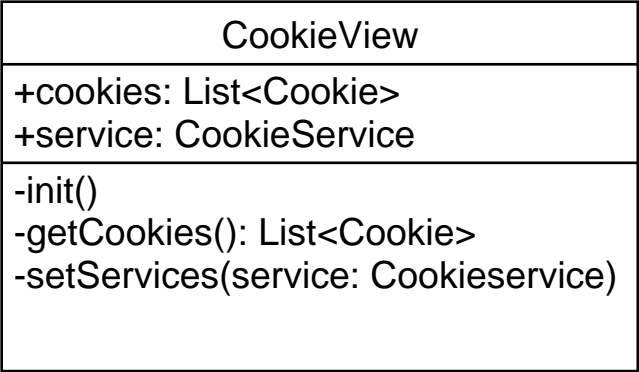 CookieView
+cookies: List<Cookie>
+service: CookieService
-init()
-getCookies(): List<Cookie>
-setServices(service: Cookieservice)